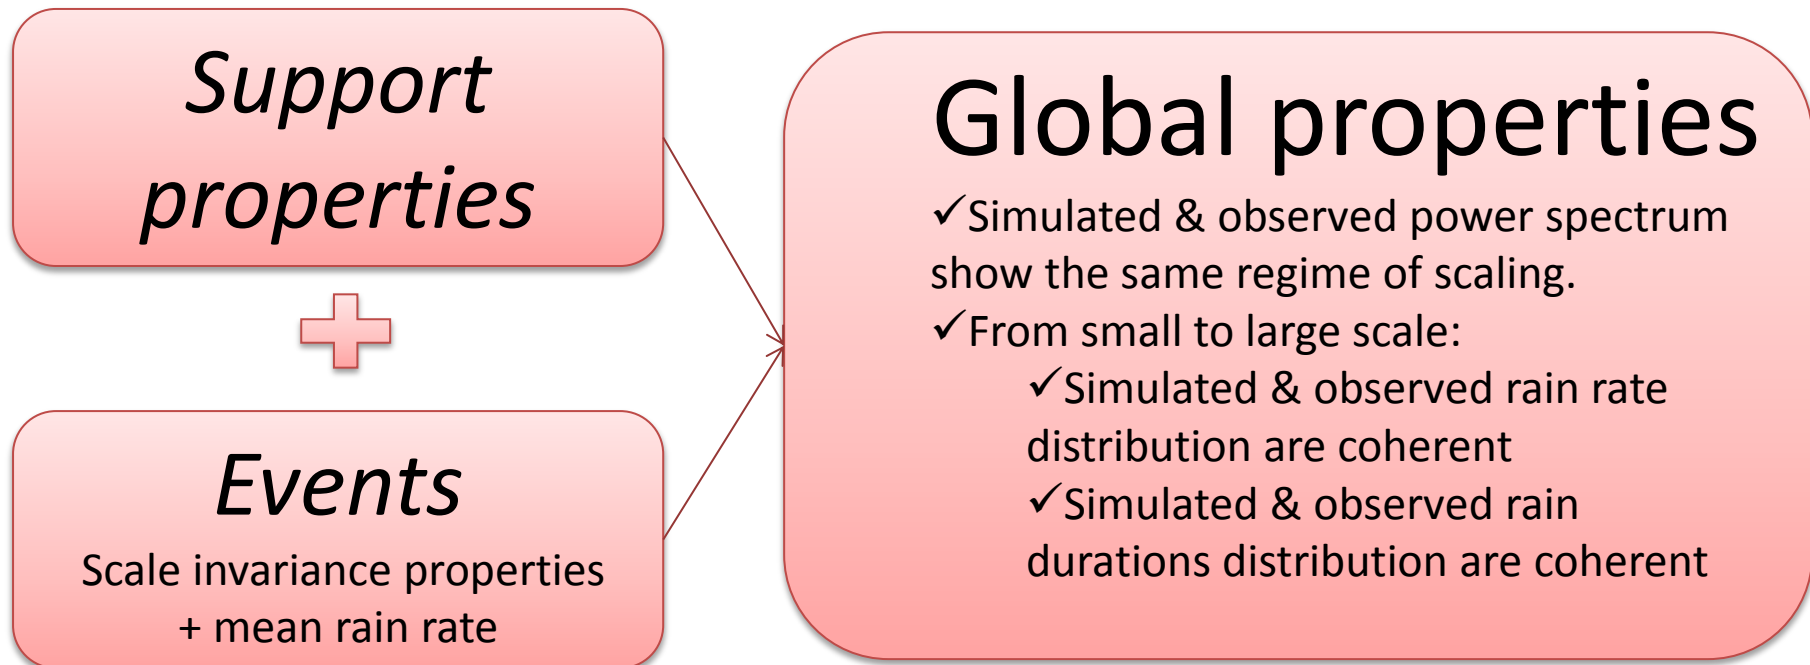 Support
properties
Events
Scale invariance properties
+ mean rain rate
Global properties
✓Simulated & observed power spectrum
show the same regime of scaling.
✓From small to large scale:
✓Simulated & observed rain rate
distribution are coherent
✓Simulated & observed rain
durations distribution are coherent